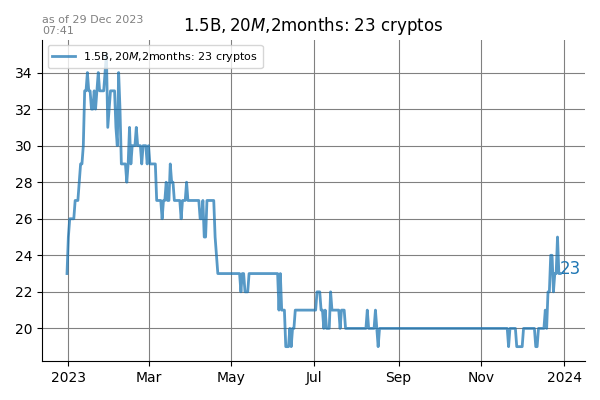 as of 29 Dec 2023
07:41
1.5B, 20M,2months: 23 cryptos
1.5B, 20M,2months: 23 cryptos
34
32
30
28
26
24
22
20
23
2023 Mar May Jul Sep Nov 2024